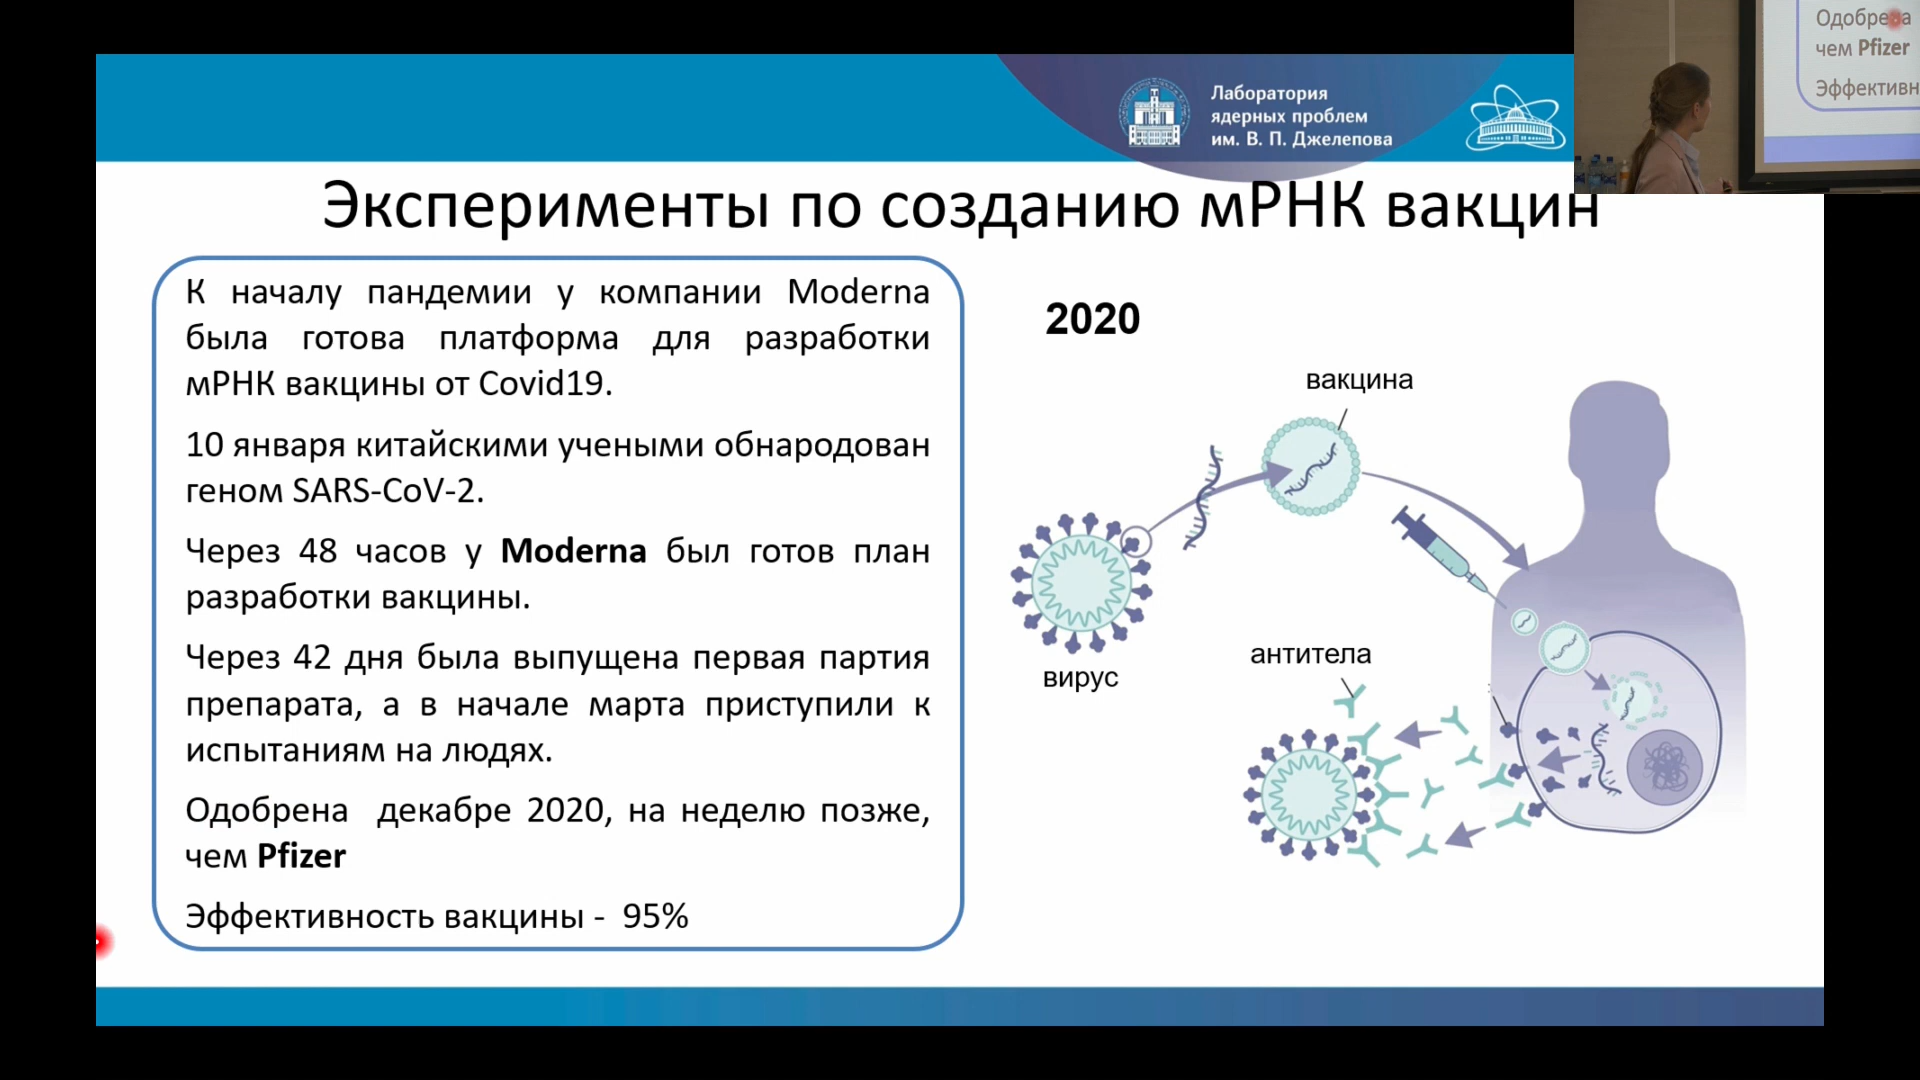 Лаборатория
ядерных проблем
им. В. П. Джелепова
Одобрена
чем Pfizer
Эффективн
Эксперименты по созданию мРНК вакцин
К началу пандемии у компании Moderna
была готова платформа для разработки
мРНК вакцины от Covid19.
10 января китайскими учеными обнародован
геном SARS-CoV-2.
Через 48 часов у Moderna был готов план
разработки вакцины.
Через 42 дня была выпущена первая партия
препарата, а в начале марта приступили к
испытаниям на людях.
Одобрена декабре 2020, на неделю позже,
чем Pfizer
Эффективность вакцины - 95%
2020
вакцина
вирус
антитела